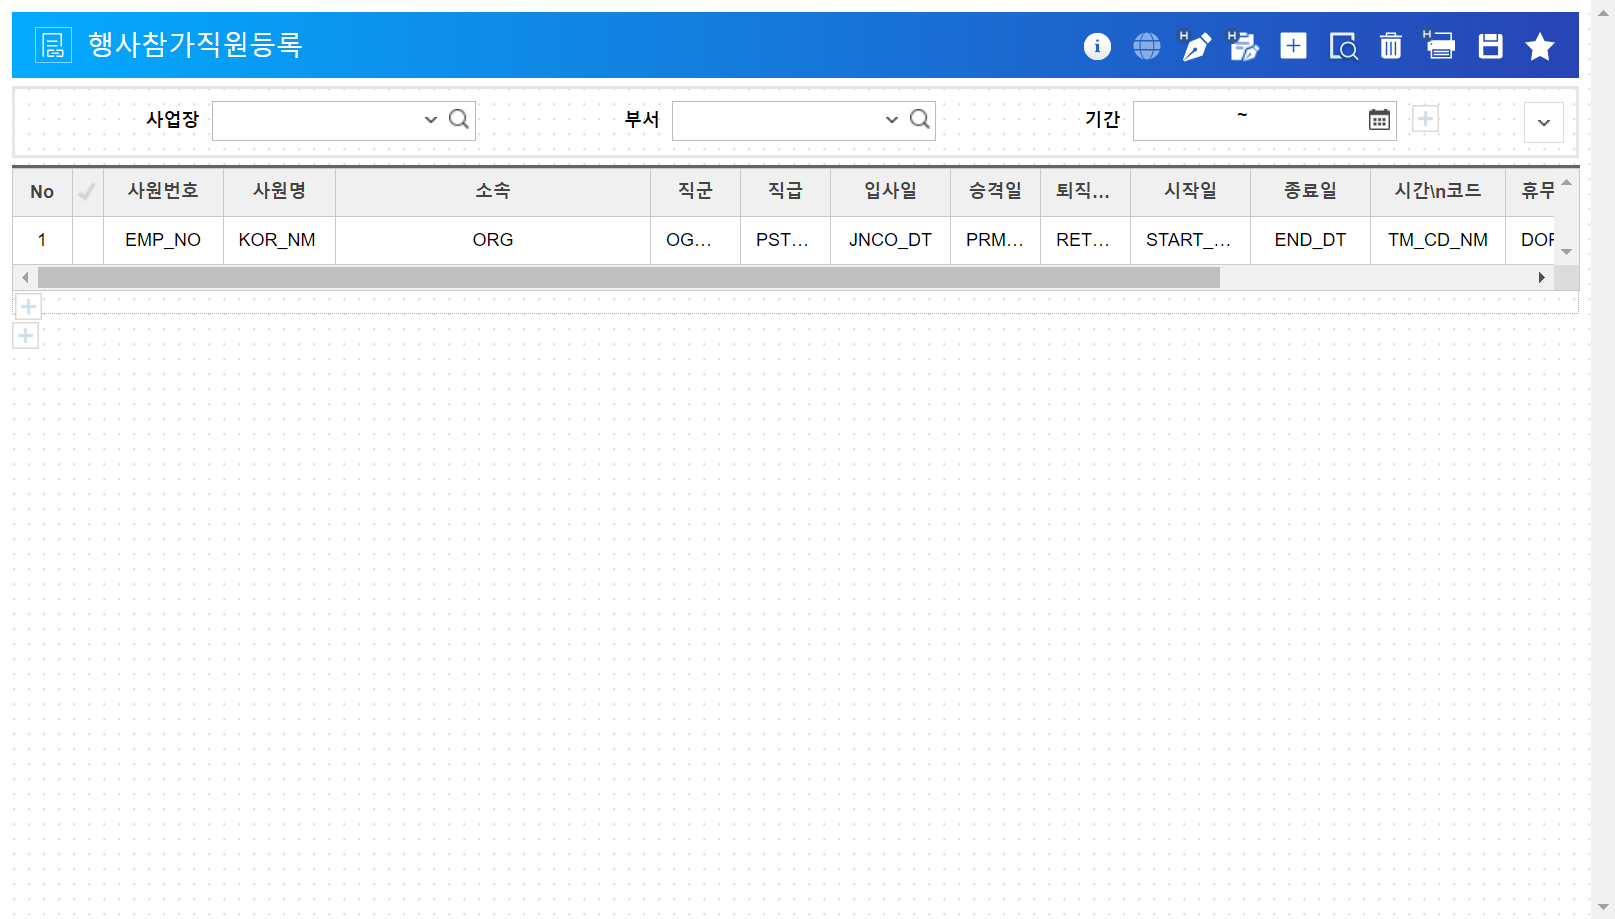 행사참가직원등록
H H H
사업장 부서 기간 ~
No 사원번호 사원명 소속 직군 직급 입사일 승격일 퇴직... 시작일 종료일 시간\n코드 휴무
1 EMP_NO KOR_NM ORG OG... PST... JNCO_DT PRM... RET... START_... END_DT TM_CD_NM